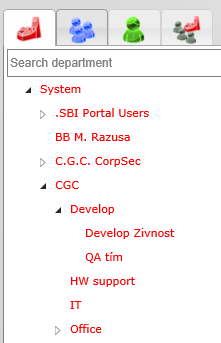 Search department
System
.SBI Portal Users
BB M. Razusa
C.G.C. CorpSec
CGC
Develop
Develop Zivnost
QA tím
HW support
IT
Office